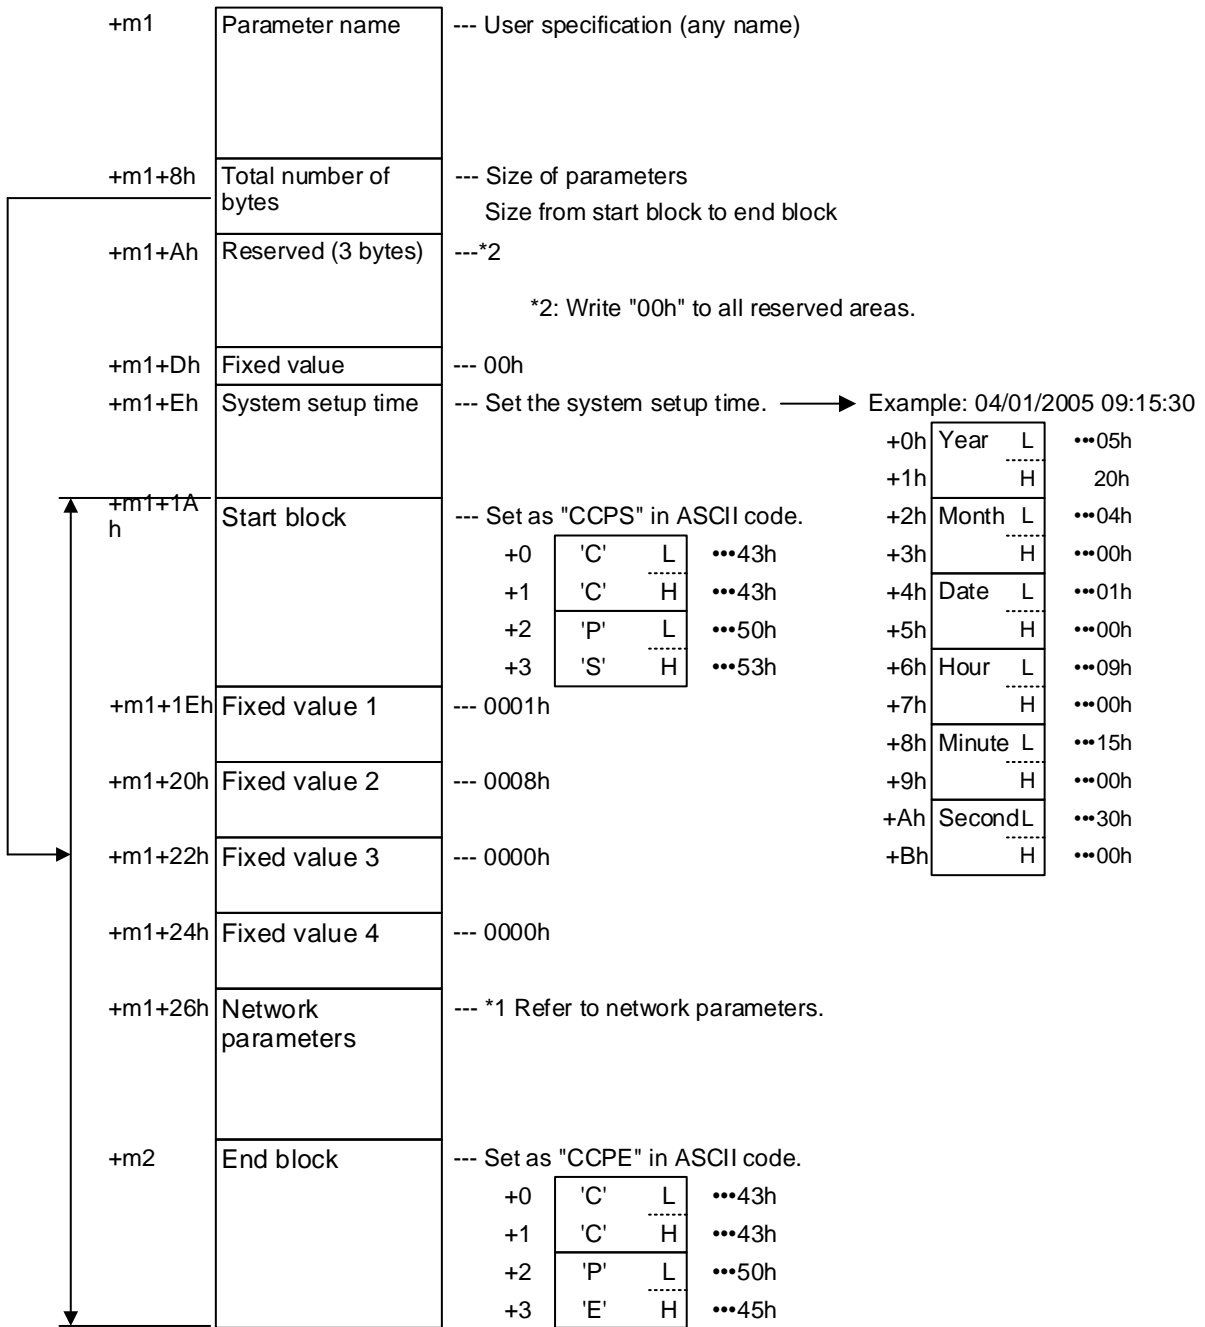 +m1 Parameter name --- User specification (any name)
+m1+8h Total number of --- Size of parameters
bytes Size from start block to end block
+m1+Ah Reserved (3 bytes) ---*2
*2: Write "00h" to all reserved areas.
+m1+Dh Fixed value --- 00h
+m1+Eh System setup time --- Set the system setup time. Example: 04/01/2005 09:15:30
+0h Year L •••05h
+1h H 20h
+m1+1A
h Start block --- Set as "CCPS" in ASCII code.
+2h Month L •••04h
+0 'C' L •••43h
+3h H •••00h
+1 'C' H •••43h
+4h Date L •••01h
+2 'P' L •••50h
+5h H •••00h
+3 'S' H •••53h
+6h Hour L •••09h
+m1+1Eh Fixed value 1 --- 0001h
+7h H •••00h
+8h Minute L •••15h
+m1+20h Fixed value 2 --- 0008h
+9h H •••00h
+Ah Second L •••30h
+m1+22h Fixed value 3 --- 0000h
+Bh H •••00h
+m1+24h Fixed value 4 --- 0000h
+m1+26h Network --- *1 Refer to network parameters.
parameters
+m2 End block --- Set as "CCPE" in ASCII code.
+0 'C' L •••43h
+1 'C' H •••43h
+2 'P' L •••50h
+3 'E' H •••45h